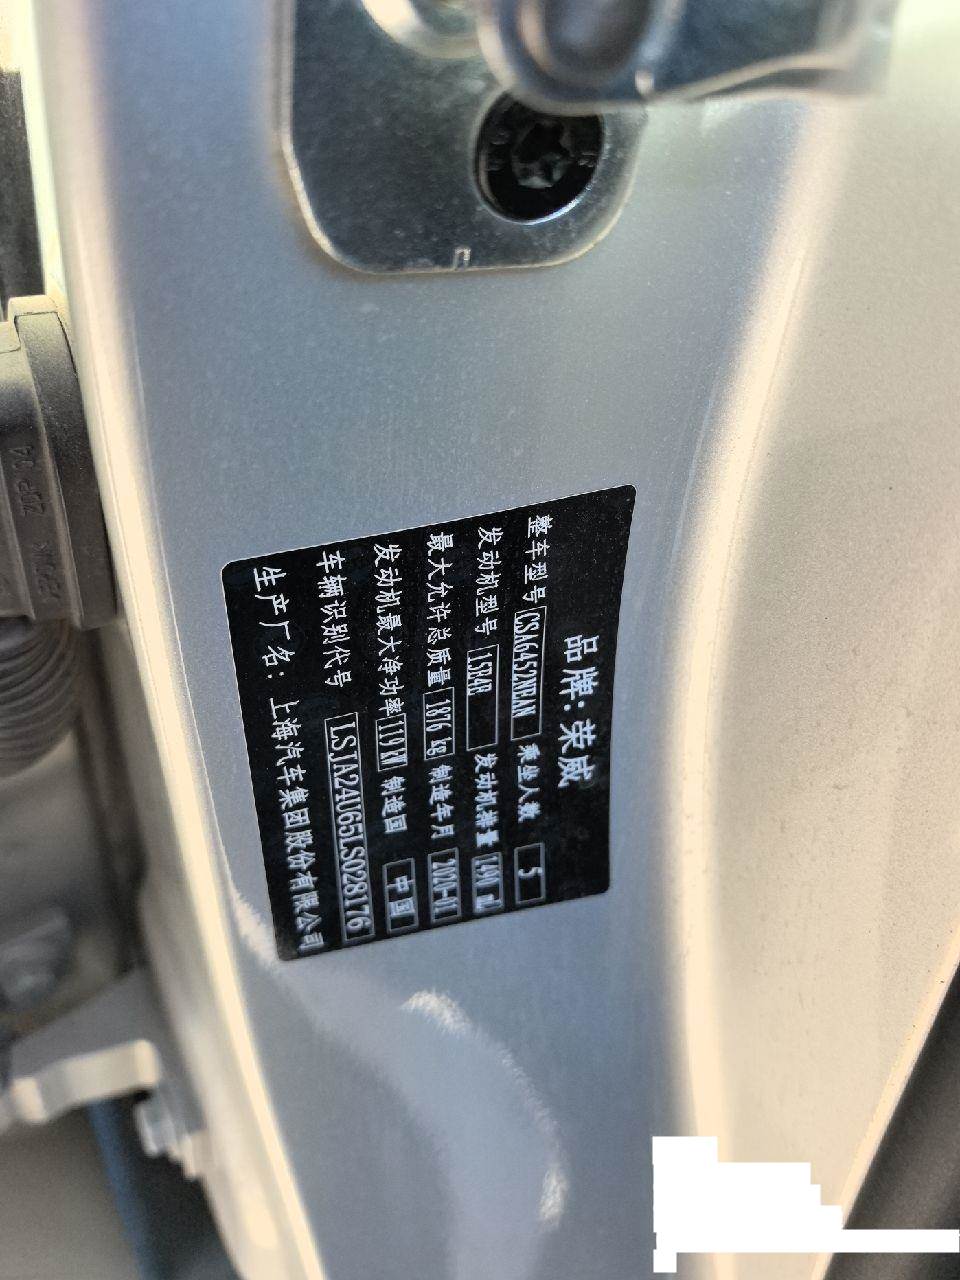 品牌：荣威
整车型号 CSA6452NEAN 乘坐人数 5
发动机型号 15E4E 发动机排量 1490 mL
最大允许总质量 1876 kg 制造年月 2020-01
发动机最大净功率 119 kW 制造国 中国
车辆识别代号 LSJA24U65LS028176
生产厂名：上海汽车集团股份有限公司